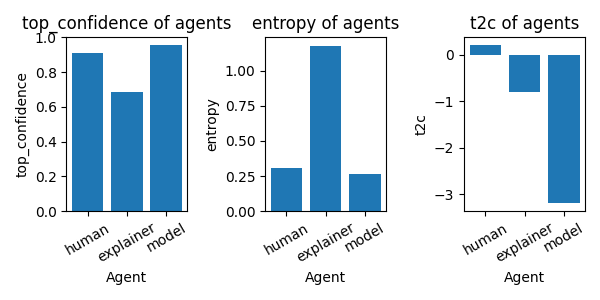 top_confidence of agents
top_confidence
1.0
0.8
0.6
0.4
0.2
0.0
human
explainer
model
Agent
entropy of agents
entropy
1.00
0.75
0.50
0.25
0.00
human
explainer
model
Agent
t2c of agents
t2c
0
−1
−2
−3
human
explainer
model
Agent